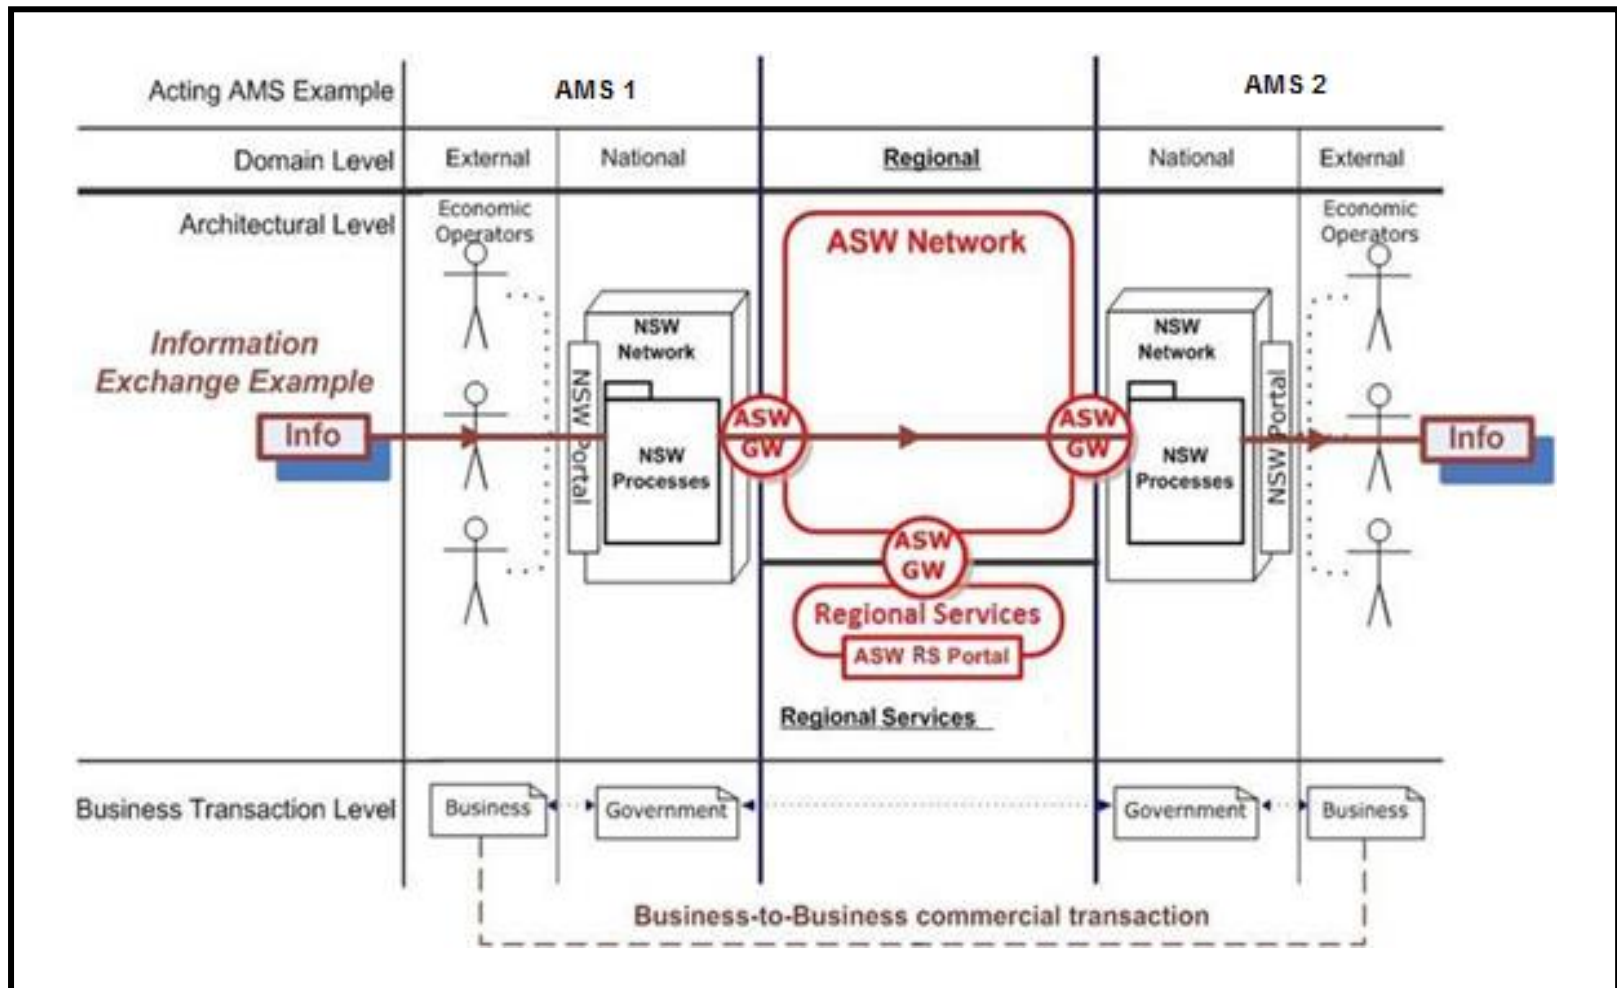 Acting AMS Example
AMS 1
AMS 2
Domain Level
External
National
Regional
National
External
Architectural Level
Economic
Operators
ASW Network
Economic
Operators
Information
Exchange Example
Info
NSW Portal
NSW
Network
NSW
Processes
ASW
GW
ASW
GW
NSW
Network
NSW
Processes
NSW Portal
Info
ASW
GW
Regional Services
ASW RS Portal
Regional Services
Business Transaction Level
Business
Government
Government
Business
Business-to-Business commercial transaction